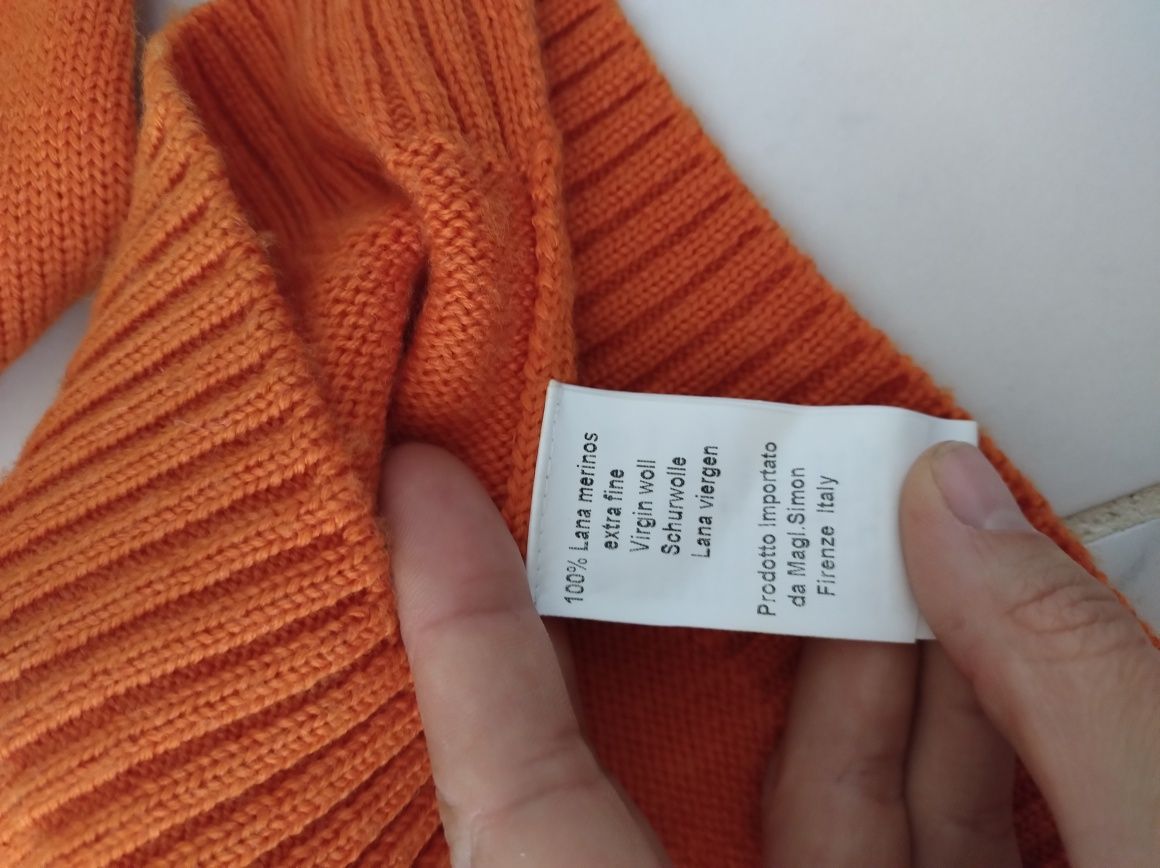 100% Lana merinos
extra fine
Virgin woll
Schurwolle
Lana viergen
Prodotto Importato
da Magl.Simon
Firenze Italy